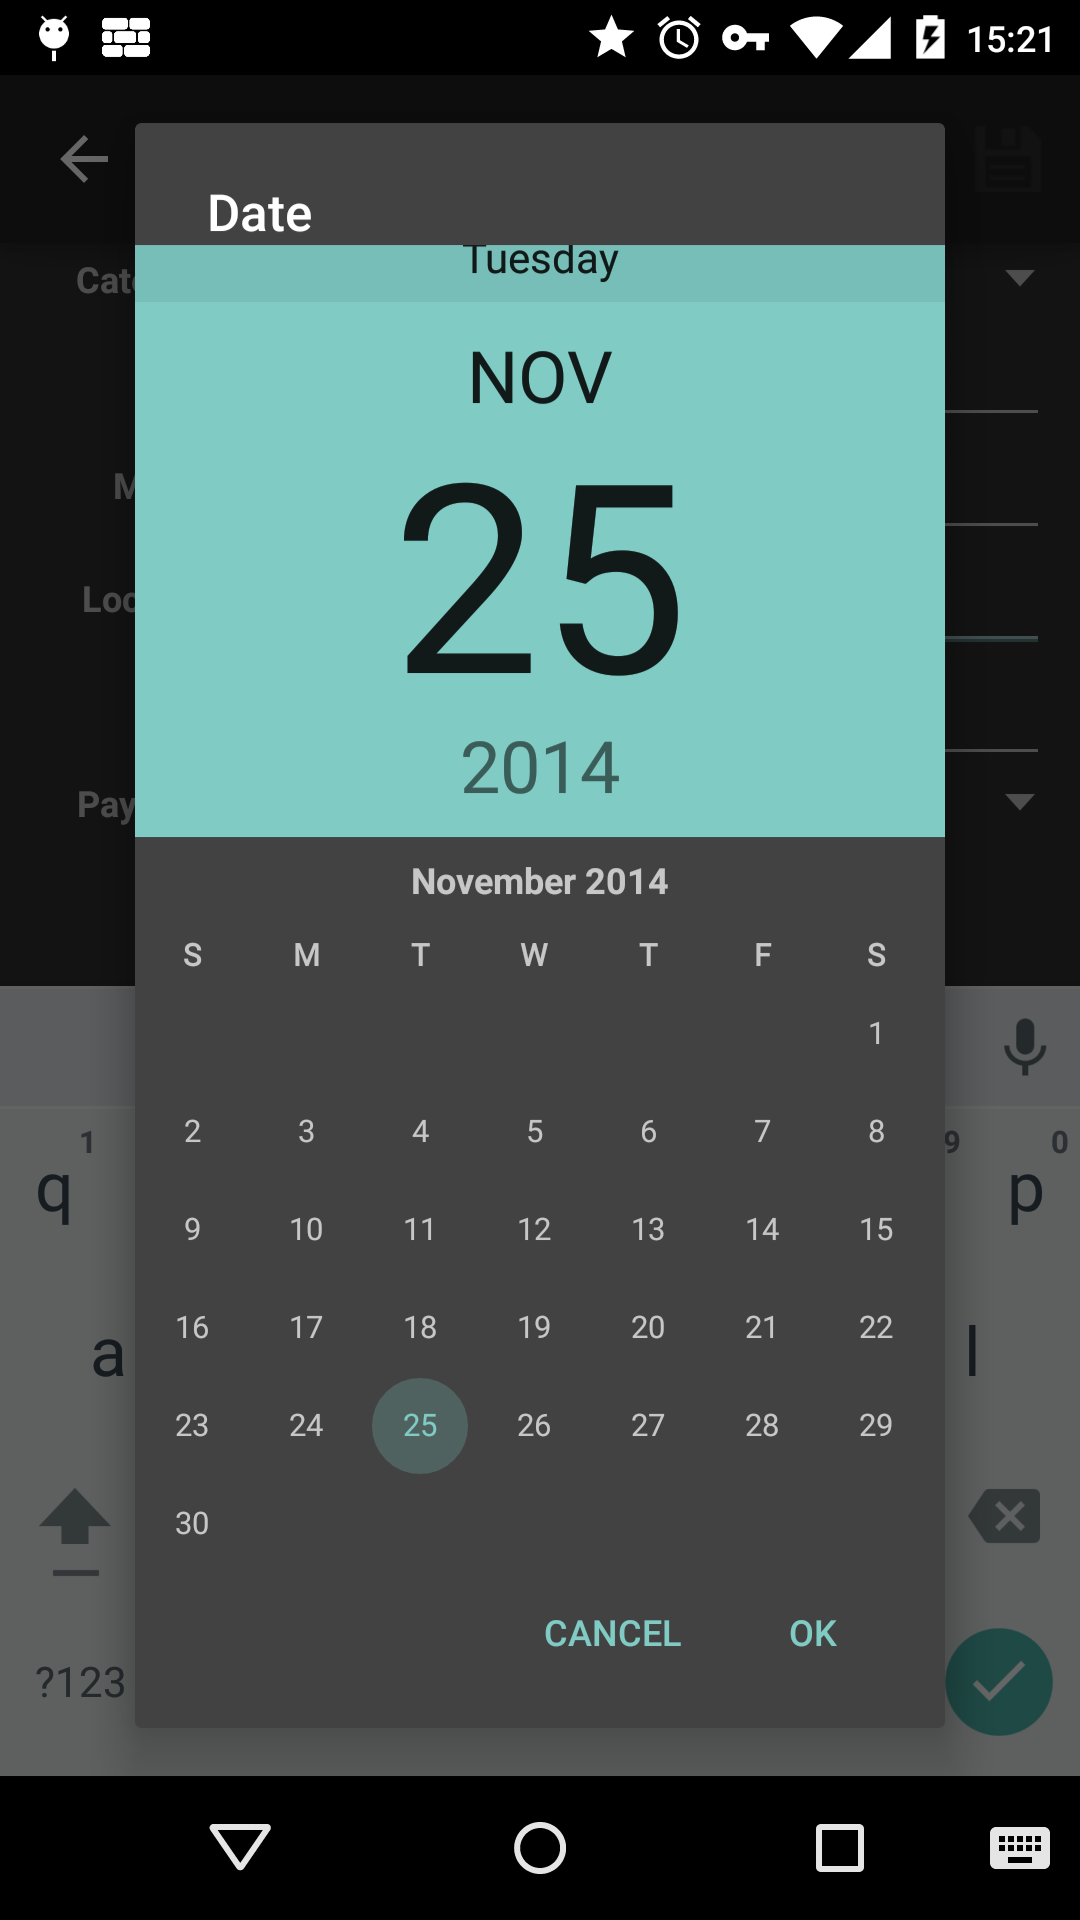 15:21
Date
Cate
Tuesday
NOV
M
25
Loc
2014
Pay
November 2014
S M T W T F S
1
2 3 4 5 6 7 8
9 10 11 12 13 14 15
16 17 18 19 20 21 22
23 24 25 26 27 28 29
30
1 9 0
q p
a l
CANCEL OK
?123